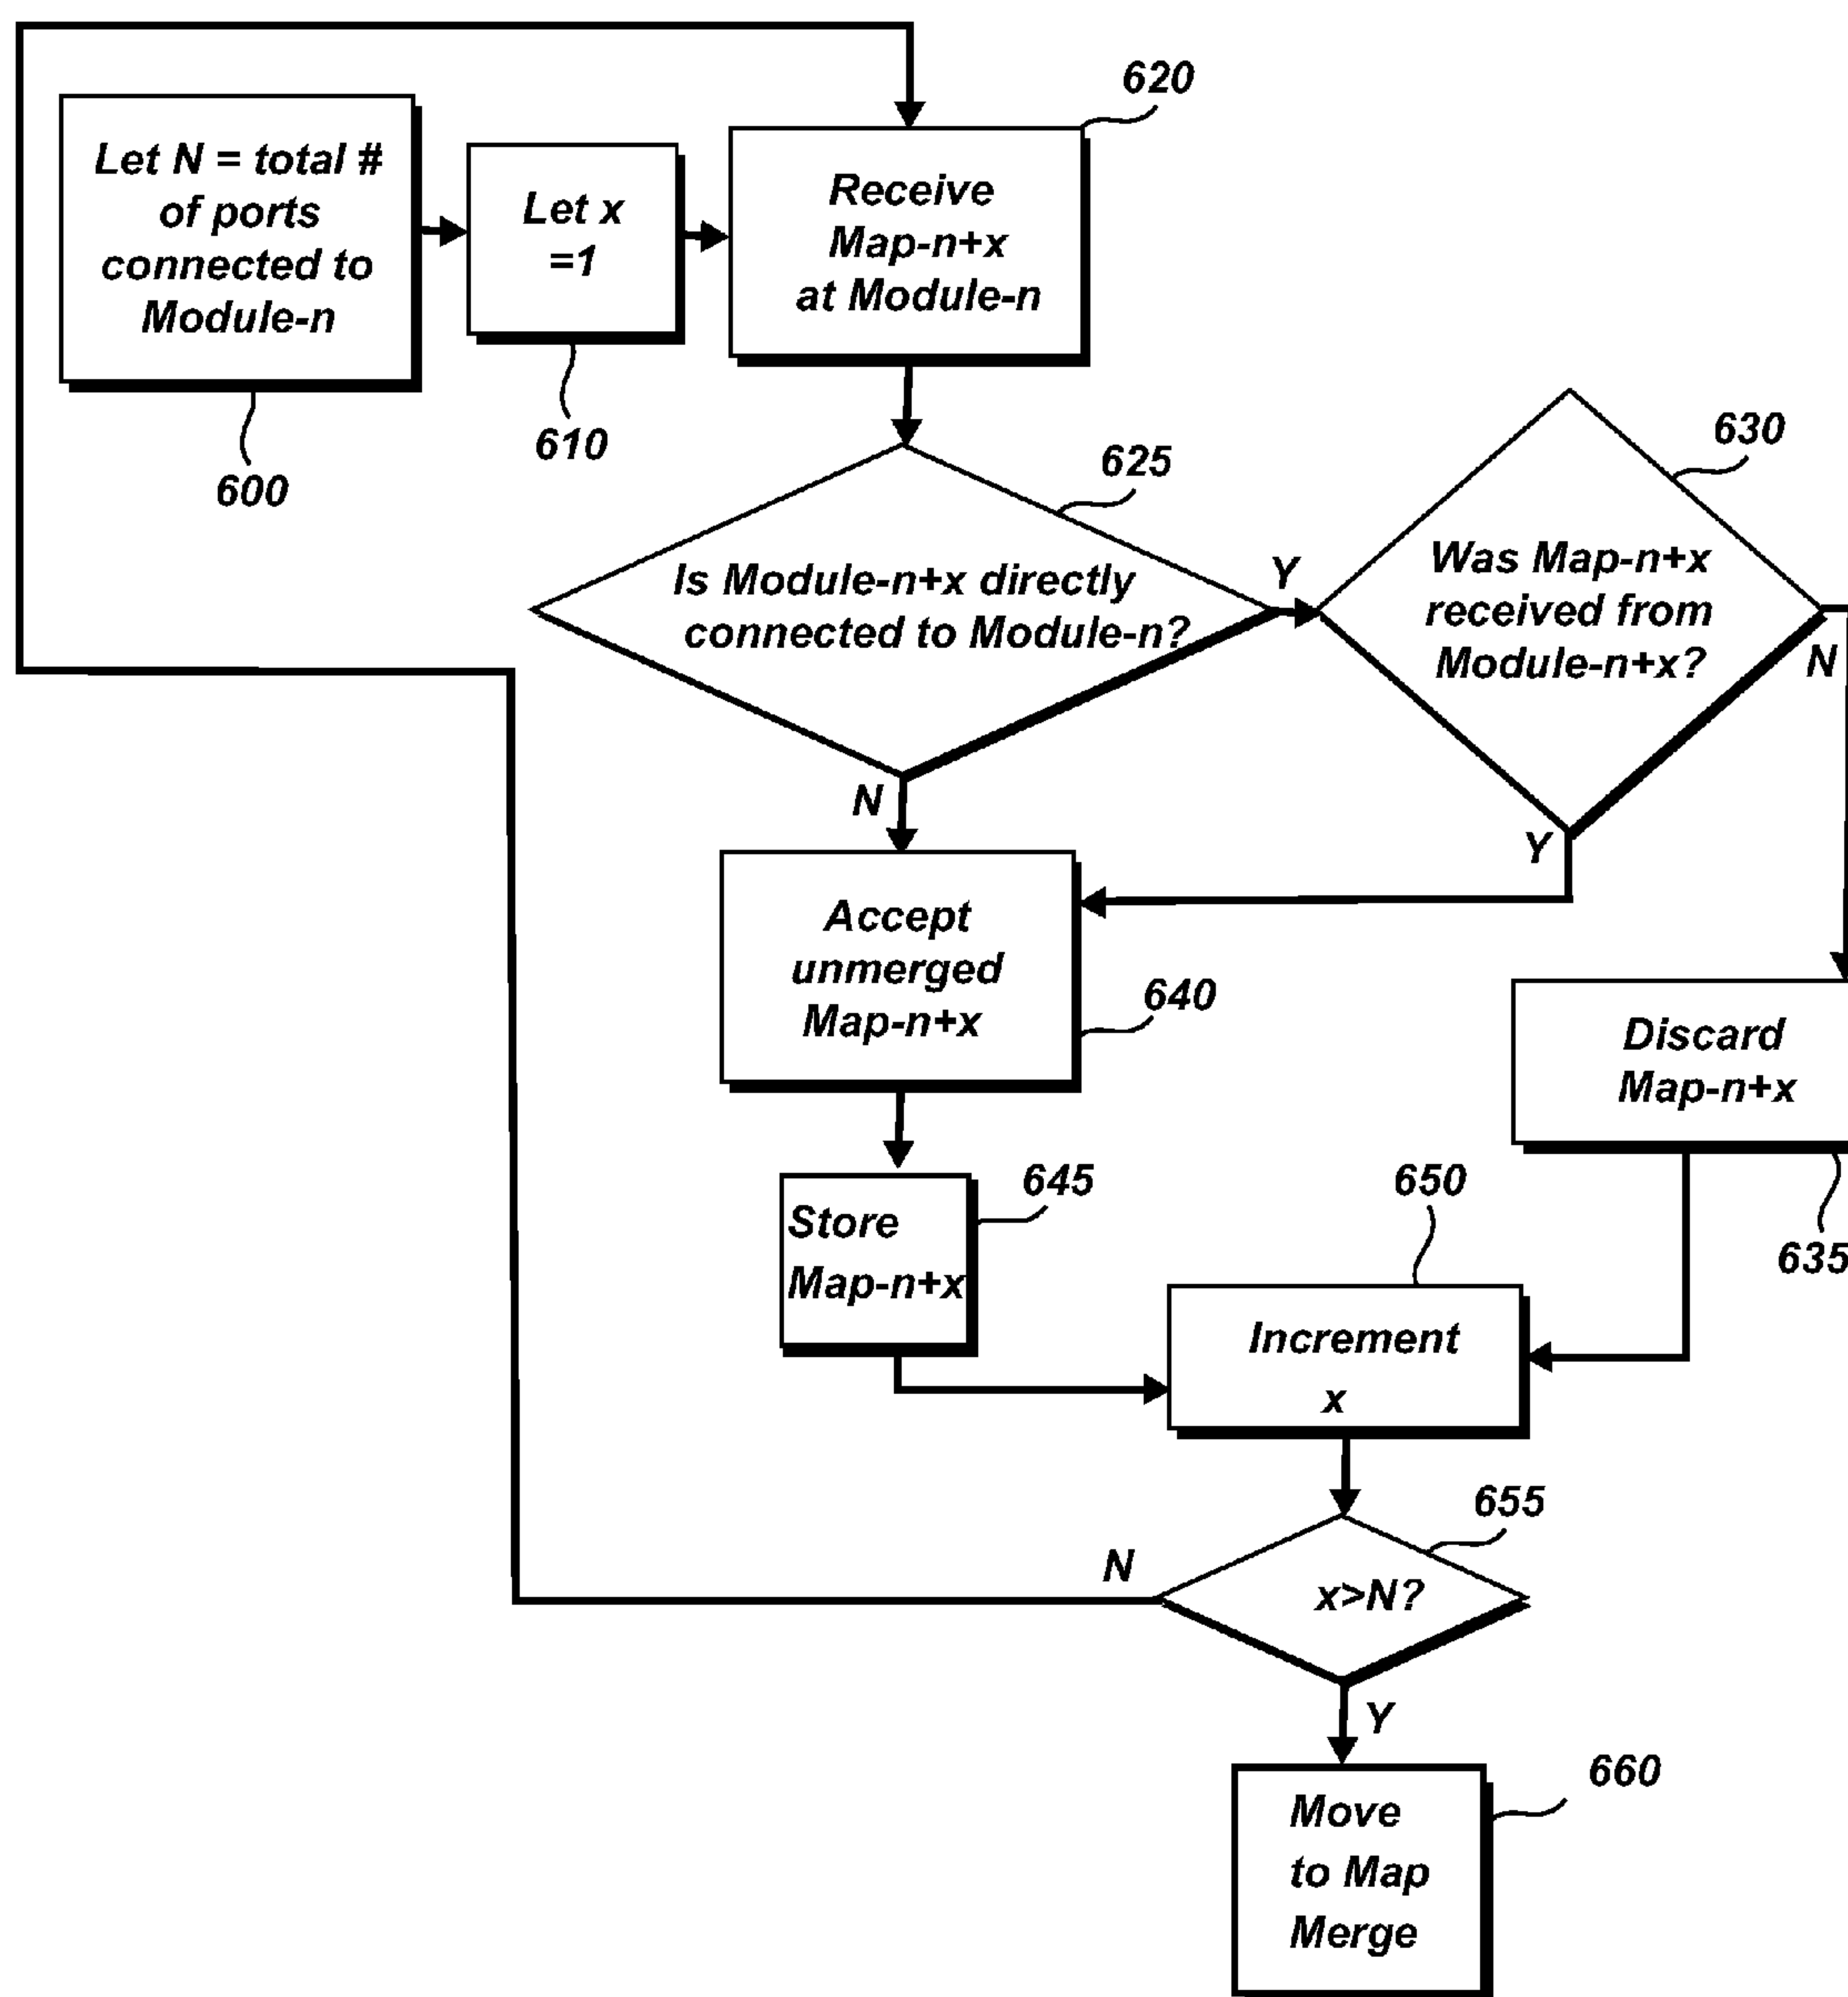 620
Let N = total #
of ports
connected to
Module-n
Let x
=1
Receive
Map-n+x
at Module-n
600
610
625
630
Is Module-n+x directly
connected to Module-n?
Y
Was Map-n+x
received from
Module-n+x?
N
N
Y
Accept
unmerged
Map-n+x
640
Discard
Map-n+x
635
Store
Map-n+x
645
650
Increment
x
655
N
x>N?
Y
660
Move
to Map
Merge